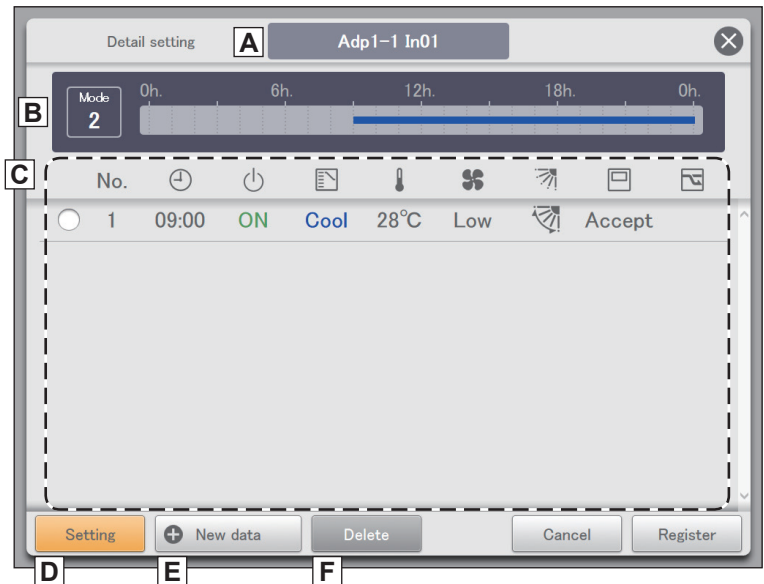 Detail setting A Adp1-1 In01
B Mode 2 0h. 6h. 12h. 18h. 0h.
C
No.
1 09:00 ON Cool 28°C Low Accept
Setting New data Delete Cancel Register
D E F